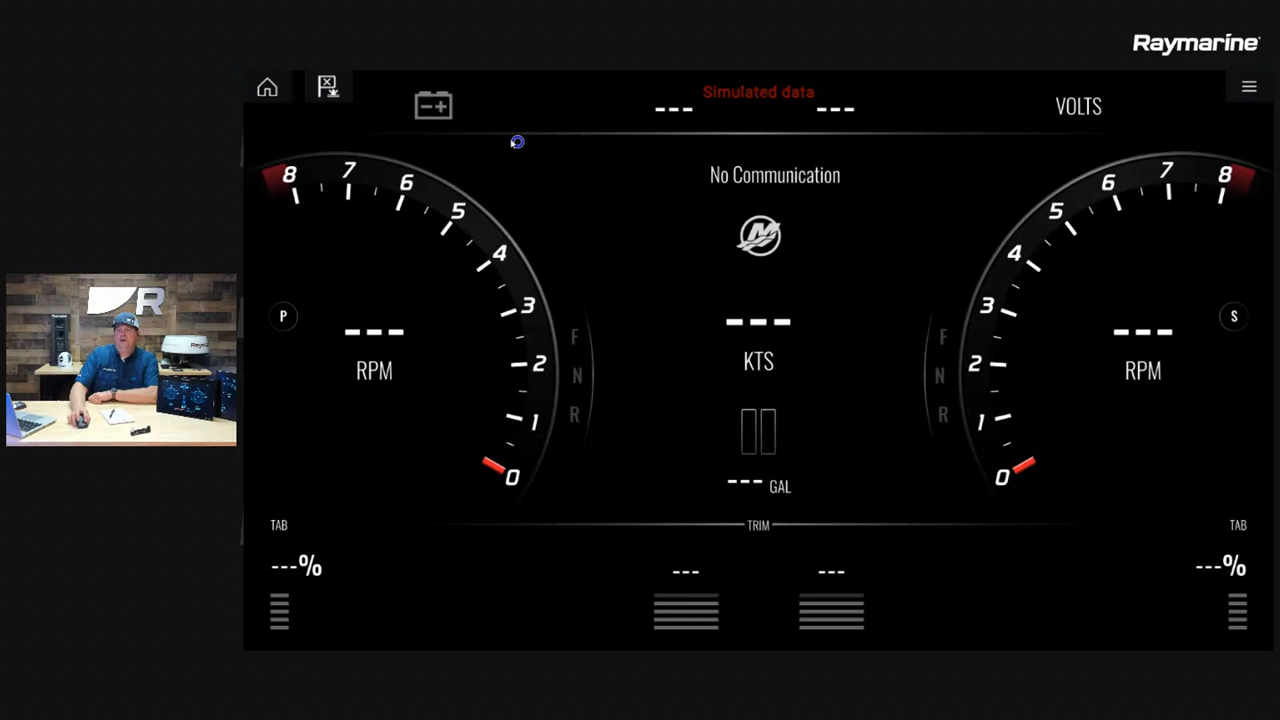 Raymarine
Simulated data
--- ---
VOLTS
No Communication
8 7 6 5 4 3 2 1 0
8 7 6 5 4 3 2 1 0
P
S
---
RPM
---
KTS
---
RPM
F
N
R
F
N
R
--- GAL
TAB
TRIM
TAB
---%
---
---
---%